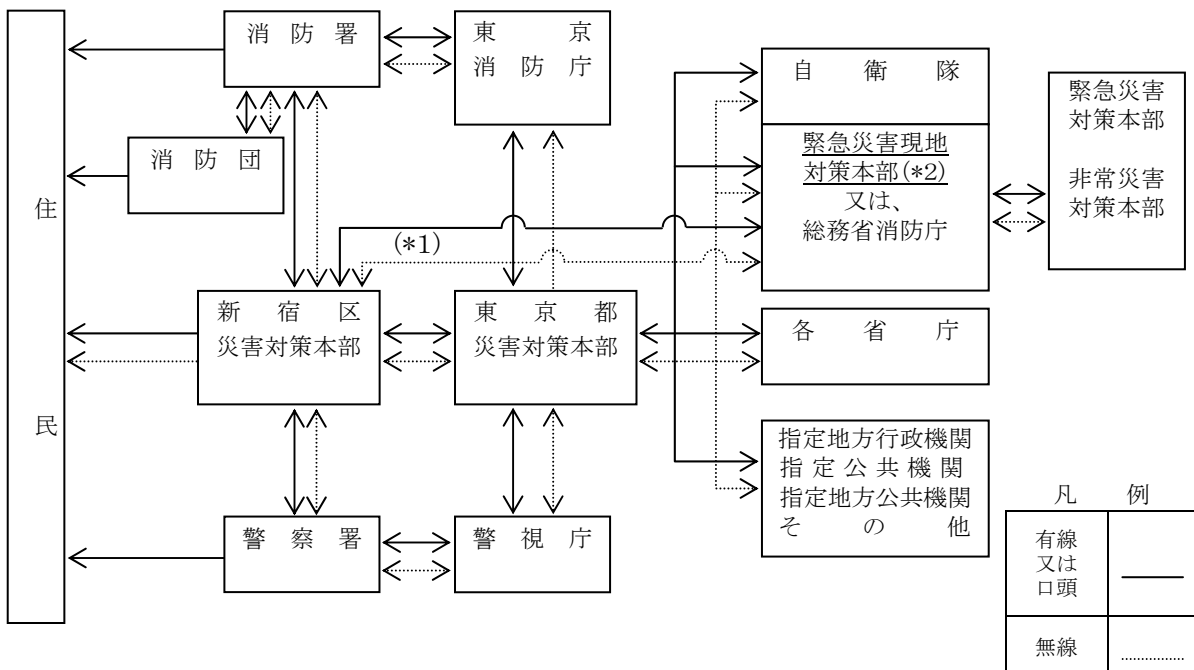 住
民
消防署
消防団
東京
消防庁
自衛隊
緊急災害現地
対策本部(*2)
又は、
総務省消防庁
緊急災害
対策本部
非常災害
対策本部
(*1)
新宿区
災害対策本部
東京都
災害対策本部
各省庁
指定地方行政機関
指定公共機関
指定地方公共機関
その他
警察署
警視庁
凡例
有線
又は
口頭
無線